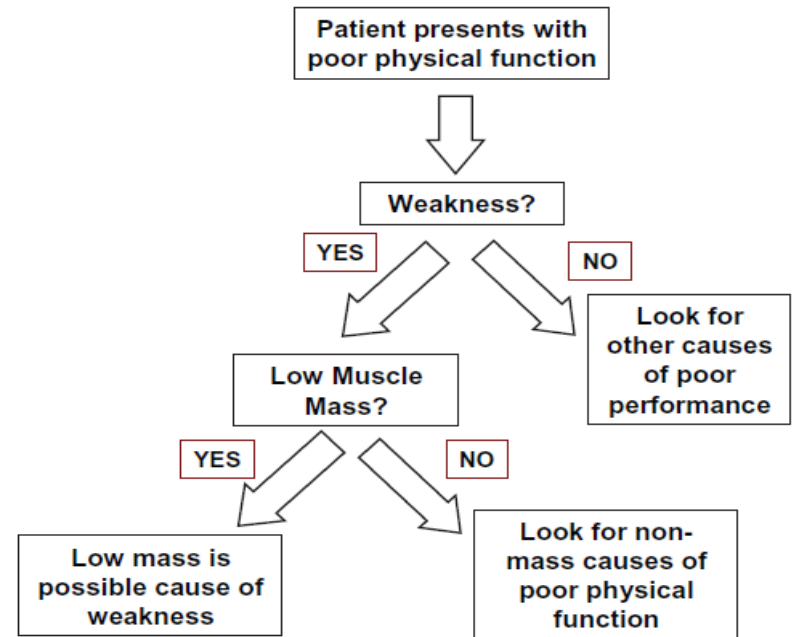 Patient presents with
poor physical function
Weakness?
YES
NO
Look for
other causes
of poor
performance
Low Muscle
Mass?
YES
NO
Low mass is
possible cause of
weakness
Look for non-
mass causes of
poor physical
function